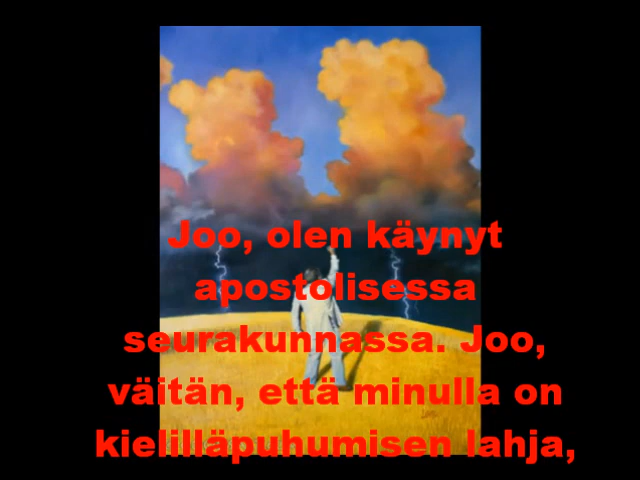 Joo, olen käynyt
apostolisessa
seurakunnassa. Joo,
väitän, että minulla on
kielilläpuhumisen lahja,